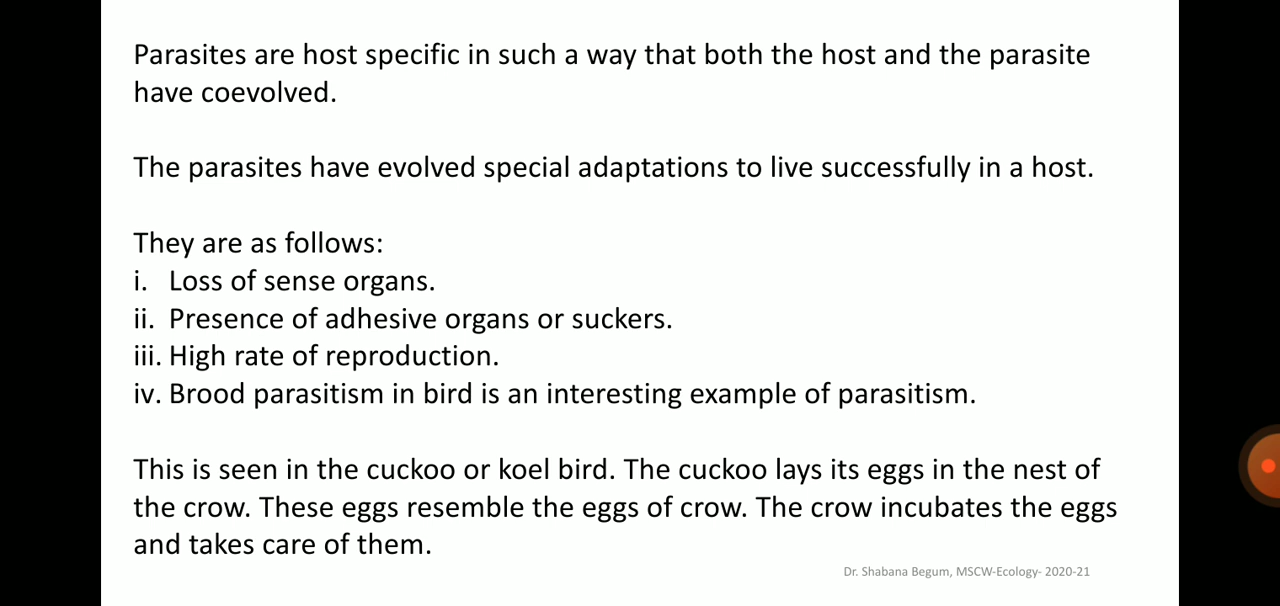 Parasites are host specific in such a way that both the host and the parasite
have coevolved.
The parasites have evolved special adaptations to live successfully in a host.
They are as follows:
i. Loss of sense organs.
ii. Presence of adhesive organs or suckers.
iii. High rate of reproduction.
iv. Brood parasitism in bird is an interesting example of parasitism.
This is seen in the cuckoo or koel bird. The cuckoo lays its eggs in the nest of
the crow. These eggs resemble the eggs of crow. The crow incubates the eggs
and takes care of them.
Dr. Shabana Begum, MSCW-Ecology- 2020-21